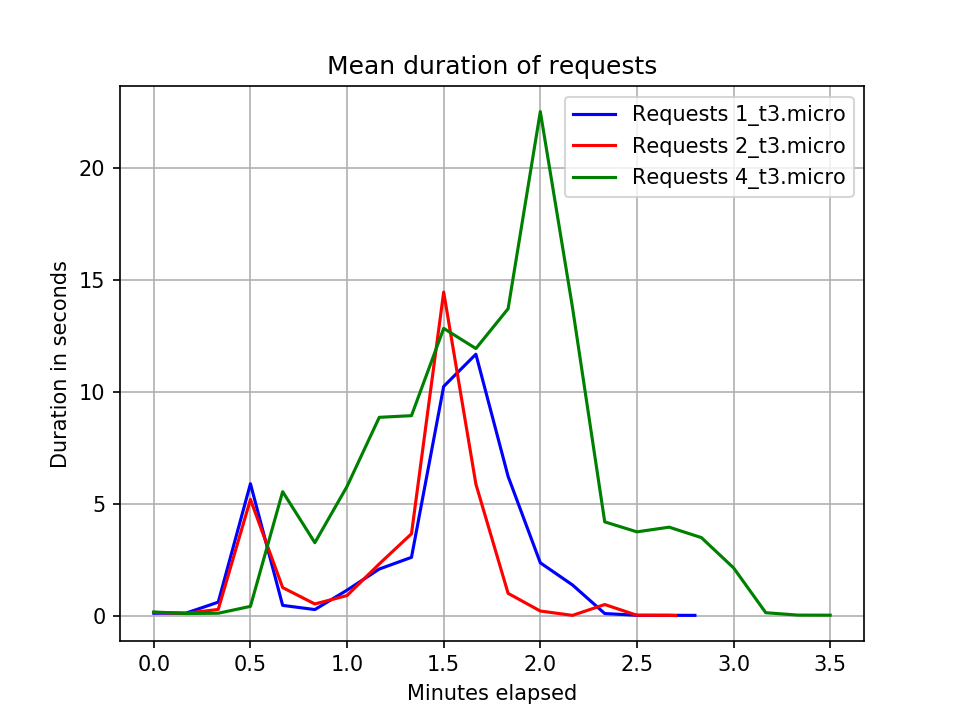 Mean duration of requests
Requests 1_t3.micro
Requests 2_t3.micro
Requests 4_t3.micro
Duration in seconds
20
15
10
5
0
0.0 0.5 1.0 1.5 2.0 2.5 3.0 3.5
Minutes elapsed